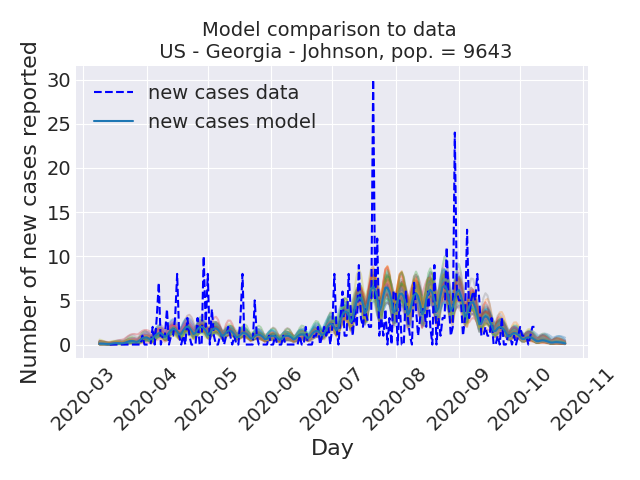 Model comparison to data
US - Georgia - Johnson, pop. = 9643
Number of new cases reported
30
25
20
15
10
5
0
new cases data
new cases model
2020-03
2020-04
2020-05
2020-06
2020-07
2020-08
2020-09
2020-10
2020-11
Day